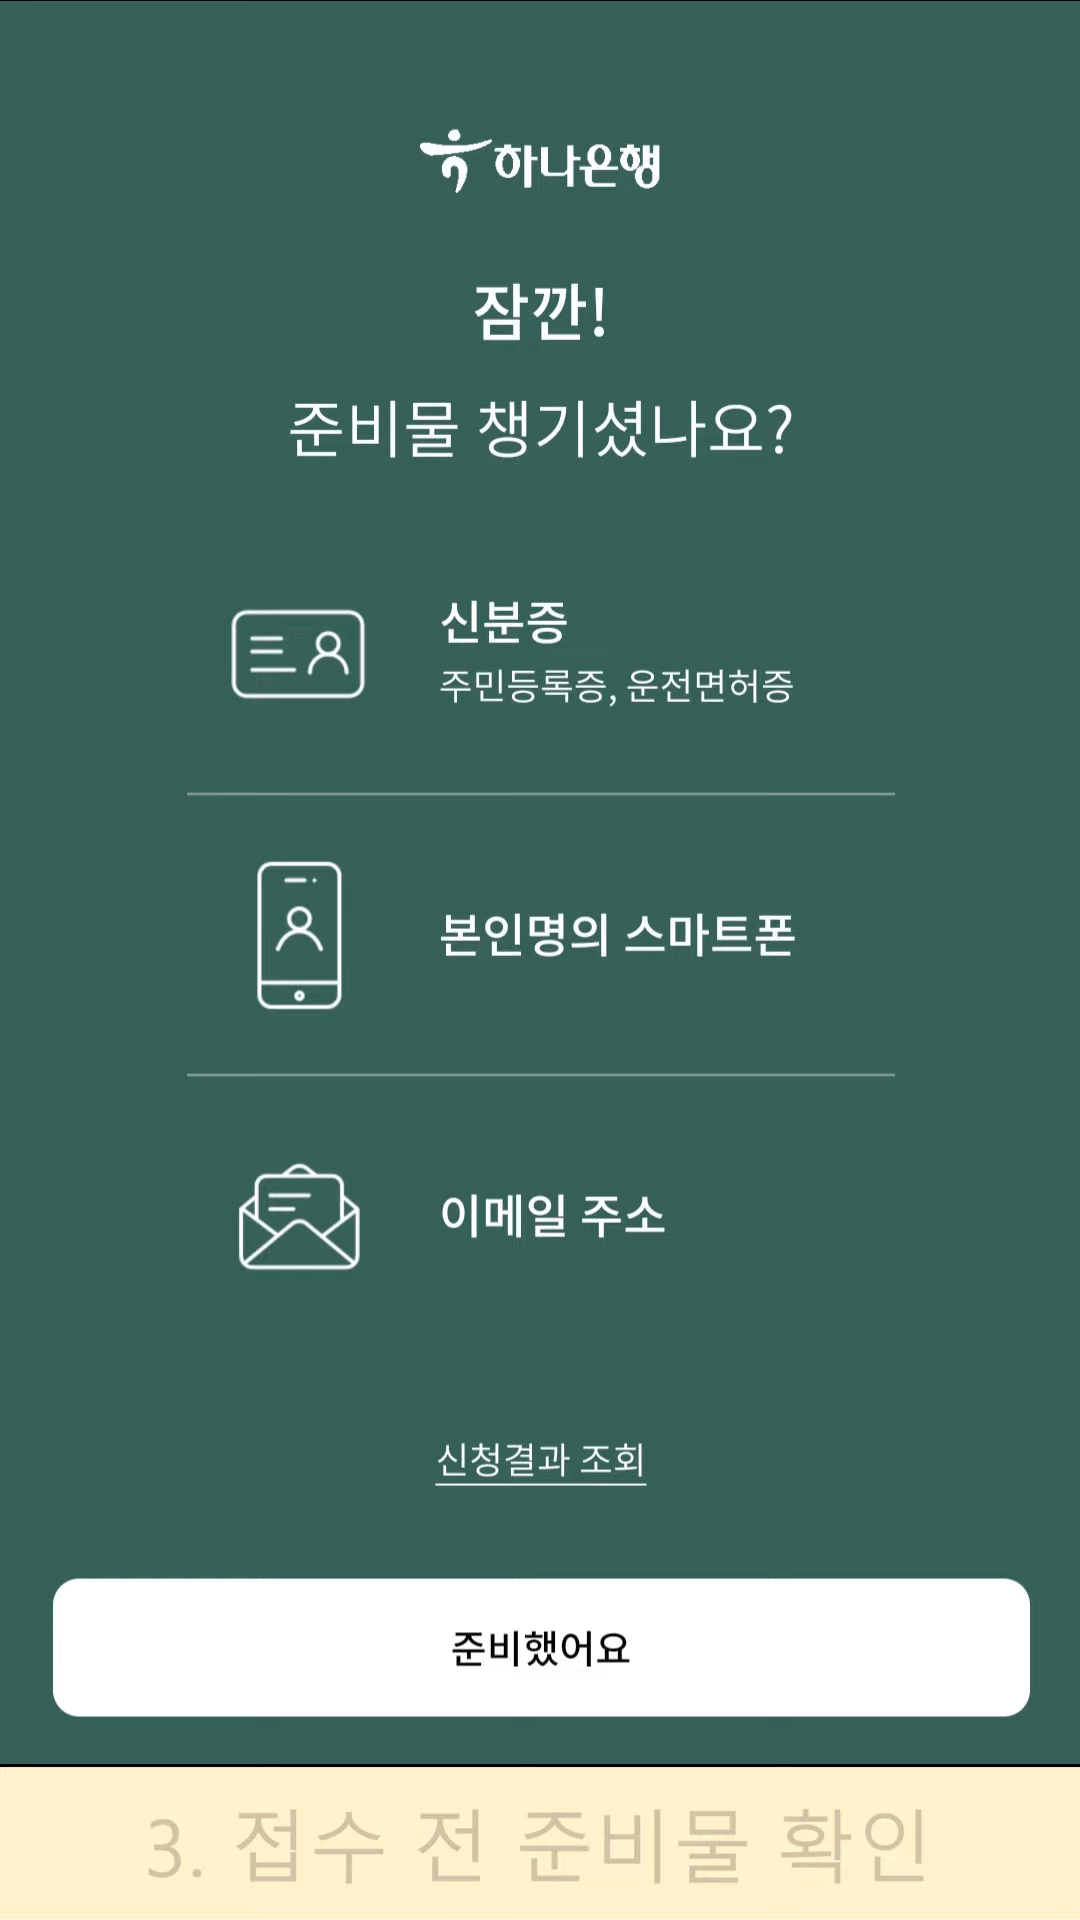 하나은행
잠깐!
준비물 챙기셨나요?
신분증
주민등록증, 운전면허증
본인명의 스마트폰
이메일 주소
신청결과 조회
준비했어요
3. 접수 전 준비물 확인